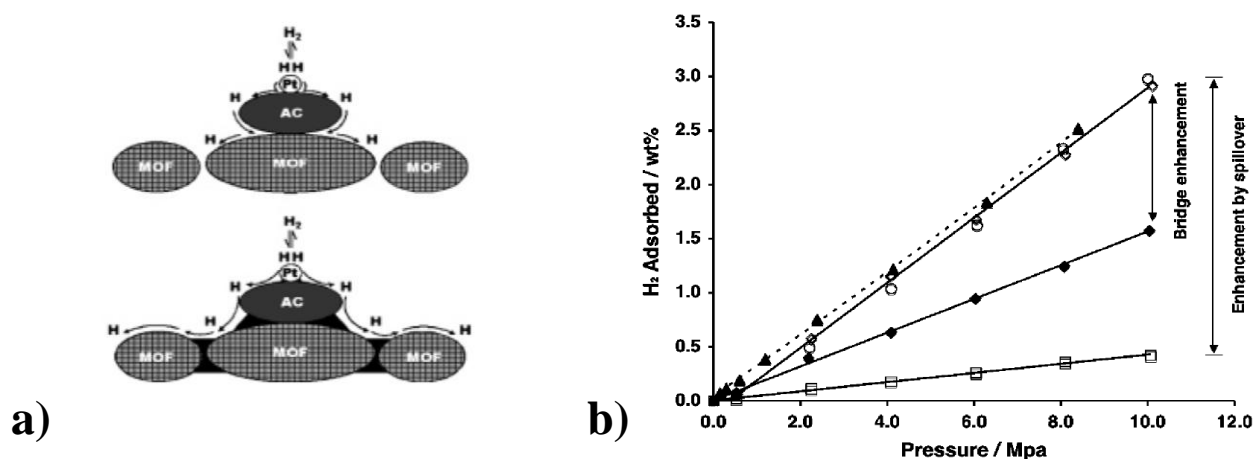 H₂
H H
Pt
H H
AC
H H
MOF MOF MOF
H₂
H H
Pt
H H
AC
H H H H
MOF MOF MOF
a)
3.5
3.0
2.5
2.0
1.5
1.0
0.5
0.0
H₂ Adsorbed / wt%
0.0 2.0 4.0 6.0 8.0 10.0 12.0
Pressure / Mpa
Bridge enhancement
Enhancement by spillover
b)